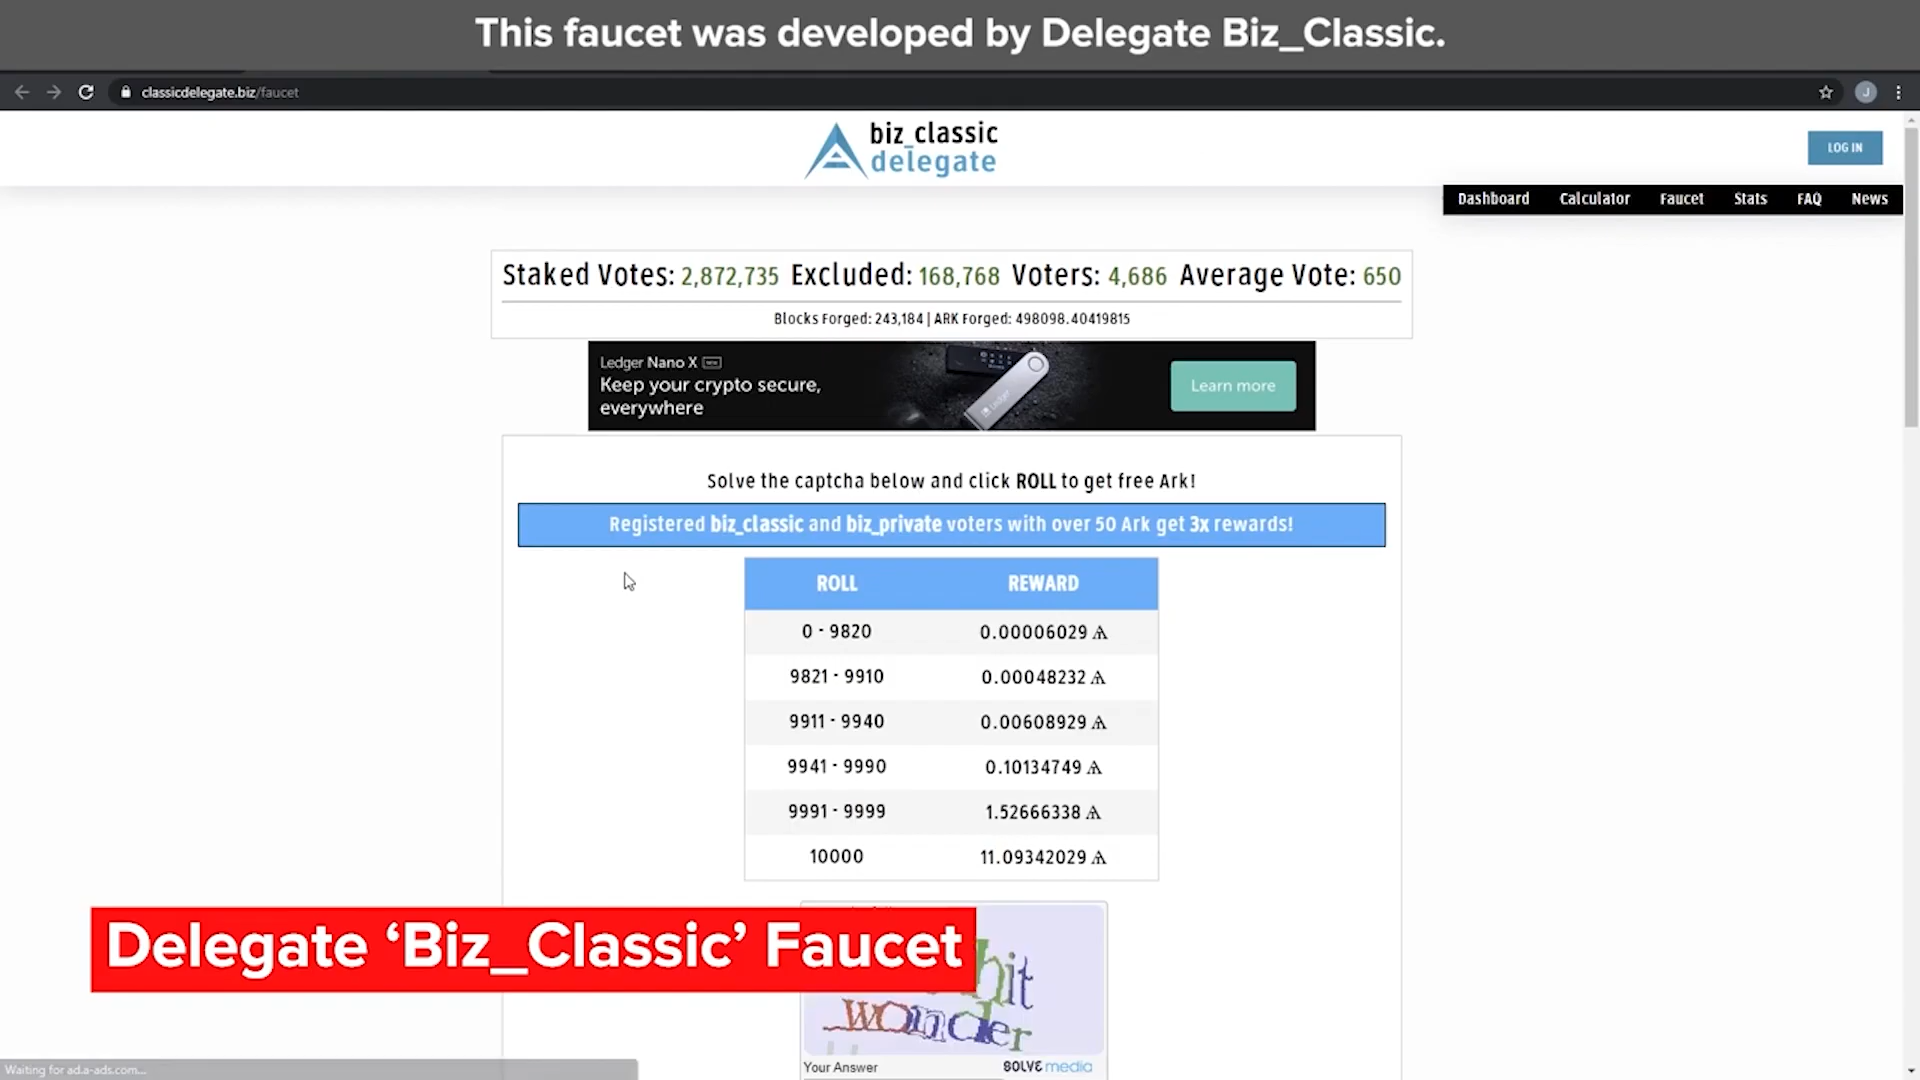 This faucet was developed by Delegate Biz_Classic.
classicdelegate.biz/faucet
J
biz_classic
delegate
LOG IN
Dashboard Calculator Faucet Stats FAQ News
Staked Votes: 2,872,735 Excluded: 168,768 Voters: 4,686 Average Vote: 650
Blocks Forged: 243,184 | ARK Forged: 498098.40419815
Ledger Nano X
Keep your crypto secure,
everywhere
Ledger
Learn more
Solve the captcha below and click ROLL to get free Ark!
Registered biz_classic and biz_private voters with over 50 Ark get 3x rewards!
ROLL REWARD
0 - 9820 0.00006029 Ѧ
9821 - 9910 0.00048232 Ѧ
9911 - 9940 0.00608929 Ѧ
9941 - 9990 0.10134749 Ѧ
9991 - 9999 1.52666338 Ѧ
10000 11.09342029 Ѧ
Delegate ‘Biz_Classic’ Faucet
wonder
Your Answer SOLVE media
Waiting for ad.a-ads.com...